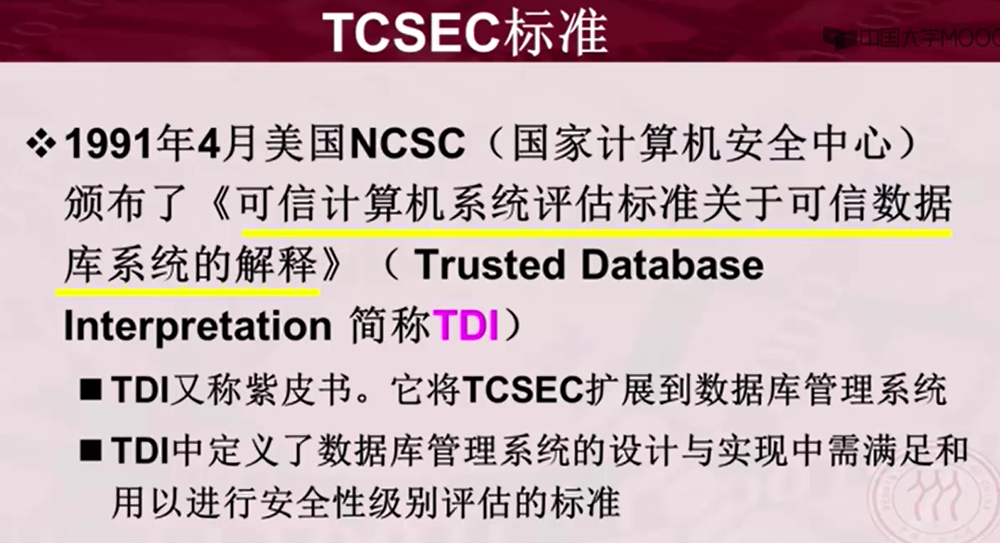 TCSEC标准
中国大学MOOC
❖1991年4月美国NCSC（国家计算机安全中心）
颁布了《可信计算机系统评估标准关于可信数据
库系统的解释》（ Trusted Database
Interpretation 简称TDI）
■ TDI又称紫皮书。它将TCSEC扩展到数据库管理系统
■ TDI中定义了数据库管理系统的设计与实现中需满足和
用以进行安全性级别评估的标准